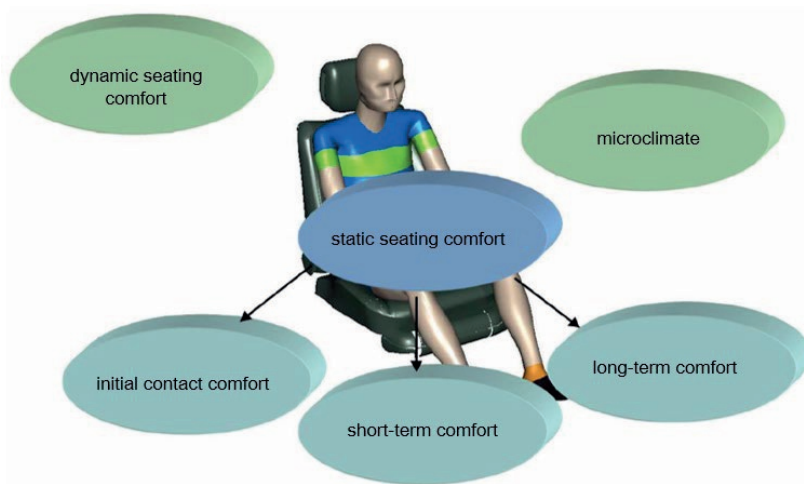 dynamic seating
comfort
microclimate
static seating comfort
initial contact comfort
short-term comfort
long-term comfort